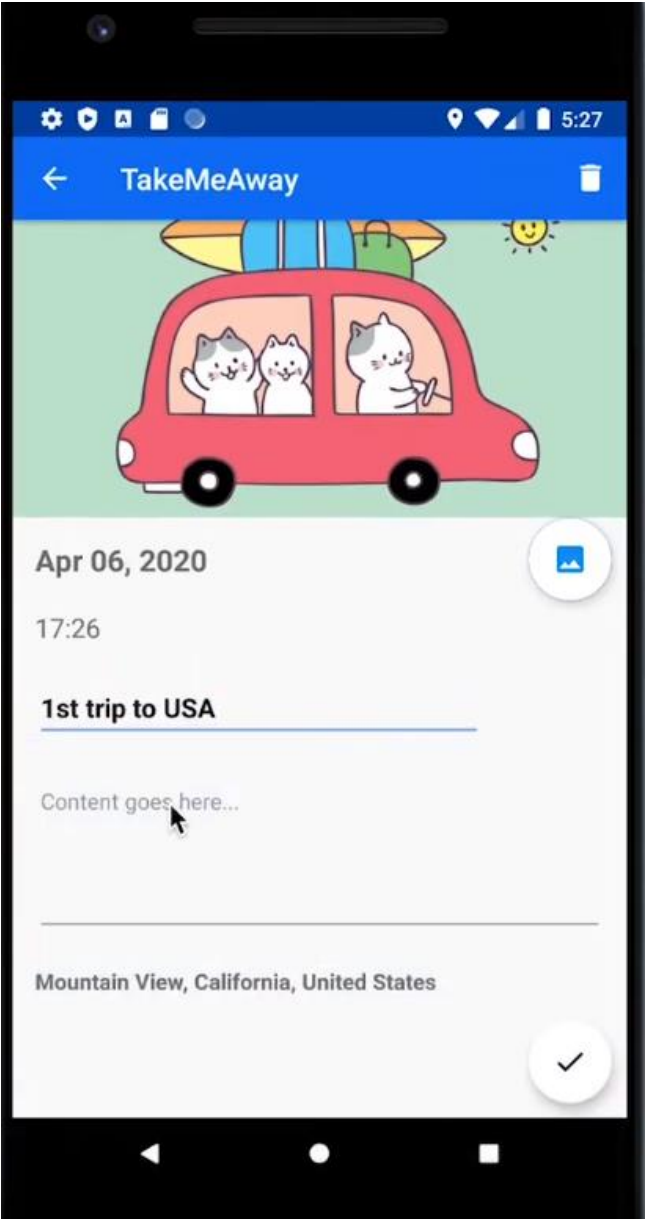 5:27
TakeMeAway
Apr 06, 2020
17:26
1st trip to USA
Content goes here...
Mountain View, California, United States